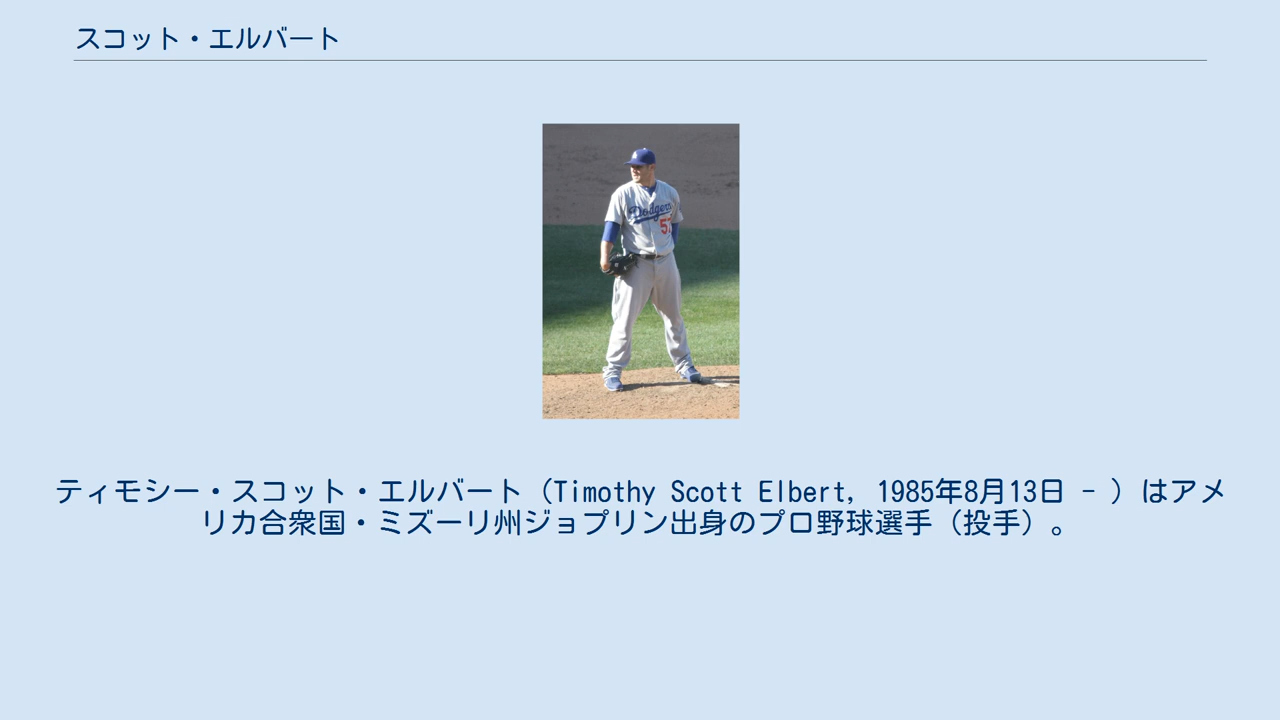 スコット・エルバート
Dodgers
57
ティモシー・スコット・エルバート（Timothy Scott Elbert, 1985年8月13日 - ）はアメ
リカ合衆国・ミズーリ州ジョプリン出身のプロ野球選手（投手）。